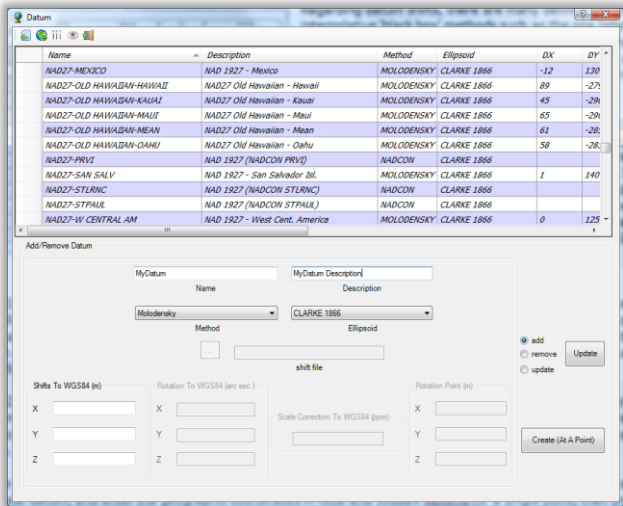 Datum
Name Description Method Ellipsoid DX DY
NAD27-MEXICO NAD 1927 - Mexico MOLODENSKY CLARKE 1866 -12 130
NAD27-OLD HAWAIIAN-HAWAII NAD27 Old Hawaiian - Hawaii MOLODENSKY CLARKE 1866 89
NAD27-OLD HAWAIIAN-KAUAI NAD27 Old Hawaiian - Kauai MOLODENSKY CLARKE 1866 45
NAD27-OLD HAWAIIAN-MAUI NAD27 Old Hawaiian - Maui MOLODENSKY CLARKE 1866 65
NAD27-OLD HAWAIIAN-MEAN NAD27 Old Hawaiian - Mean MOLODENSKY CLARKE 1866 61
NAD27-OLD HAWAIIAN-OAHU NAD27 Old Hawaiian - Oahu MOLODENSKY CLARKE 1866 58
NAD27-PRVI NAD 1927 (NADCON PRVI) NADCON CLARKE 1866
NAD27-SAN SALV NAD 1927 - San Salvador Isl. MOLODENSKY CLARKE 1866 1 140
NAD27-STLRNC NAD 1927 (NADCON STLRNC) NADCON CLARKE 1866
NAD27-STPAUL NAD 1927 (NADCON STPAUL) NADCON CLARKE 1866
NAD27-W CENTRAL AM NAD 1927 - West Cent. America MOLODENSKY CLARKE 1866 0 125
Add/Remove Datum
MyDatum MyDatum Description
Name Description
Molodensky CLARKE 1866
Method Ellipsoid
...
shift file
add
remove
update
Update
Shifts To WGS84 (m) Rotation To WGS84 (arc sec.) Scale Correction To WGS84 (ppm) Rotation Point (m)
X X X
Y Y Y
Z Z Z
Create (At A Point)